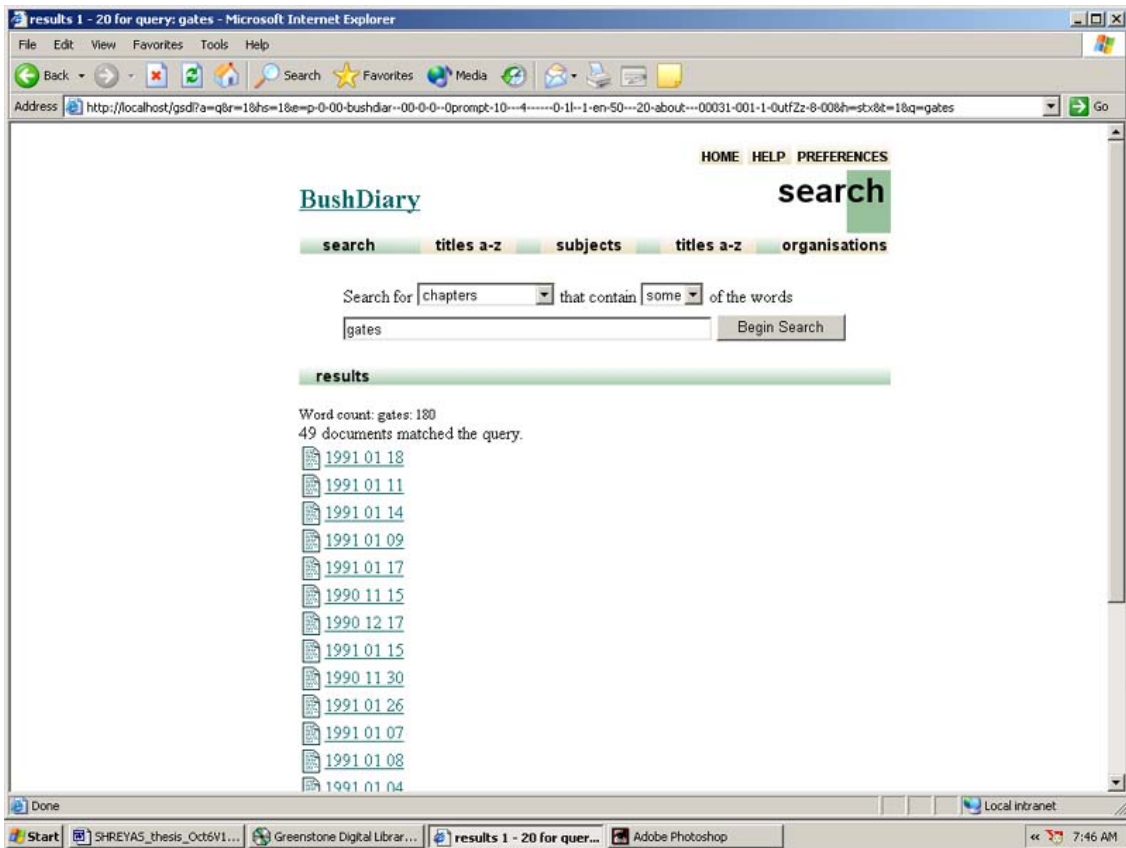 results 1 - 20 for query: gates - Microsoft Internet Explorer
File Edit View Favorites Tools Help
Back Search Favorites Media
Address http://localhost/gsdl?a=q&r=1&hs=1&e=p-0-00-bushdiar--00-0-0--0prompt-10---4------0-1l--1-en-50---20-about---00031-001-1-0utfZz-8-00&h=stx&t=1&q=gates Go
HOME HELP PREFERENCES
BushDiary search
search titles a-z subjects titles a-z organisations
Search for chapters that contain some of the words
gates Begin Search
results
Word count: gates: 180
49 documents matched the query.
1991 01 18
1991 01 11
1991 01 14
1991 01 09
1991 01 17
1990 11 15
1990 12 17
1991 01 15
1990 11 30
1991 01 26
1991 01 07
1991 01 08
1991 01 04
Done Local intranet
Start SHREYAS_thesis_Oct6V1... Greenstone Digital Librar... results 1 - 20 for quer... Adobe Photoshop « 7:46 AM